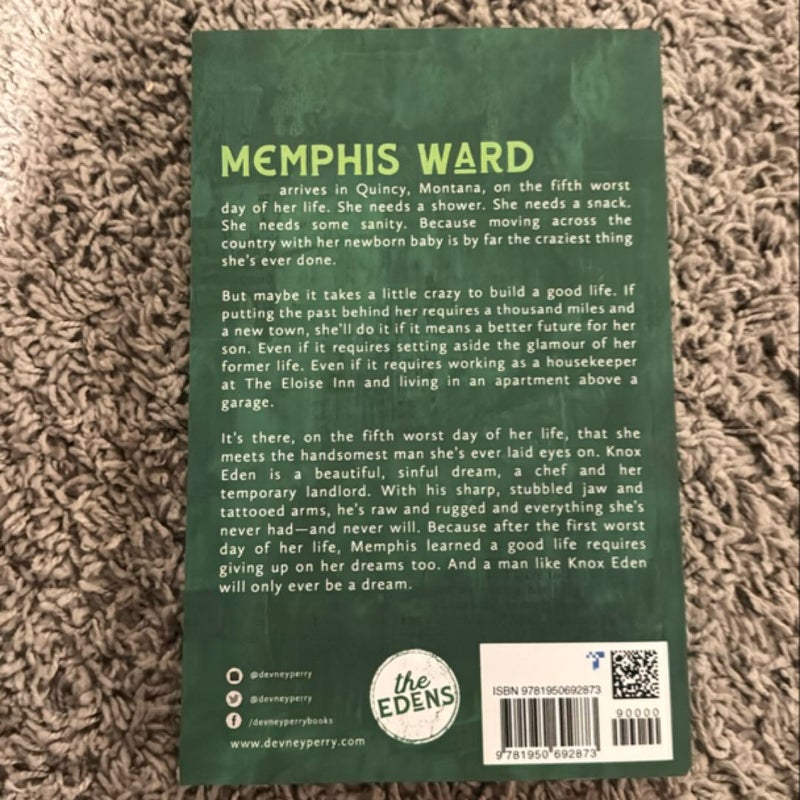 MEMPHIS WARD
arrives in Quincy, Montana, on the fifth worst
day of her life. She needs a shower. She needs a snack.
She needs some sanity. Because moving across the
country with her newborn baby is by far the craziest thing
she's ever done.
But maybe it takes a little crazy to build a good life. If
putting the past behind her requires a thousand miles and
a new town, she'll do it if it means a better future for her
son. Even if it requires setting aside the glamour of her
former life. Even if it requires working as a housekeeper
at The Eloise Inn and living in an apartment above a
garage.
It's there, on the fifth worst day of her life, that she
meets the handsomest man she's ever laid eyes on. Knox
Eden is a beautiful, sinful dream, a chef and her
temporary landlord. With his sharp, stubbled jaw and
tattooed arms, he's raw and rugged and everything she's
never had—and never will. Because after the first worst
day of her life, Memphis learned a good life requires
giving up on her dreams too. And a man like Knox Eden
will only ever be a dream.
@devneyperry
@devneyperry
/devneyperrybooks
www.devneyperry.com
the
EDENS
ISBN 9781950692873
90000
9 781950 692873